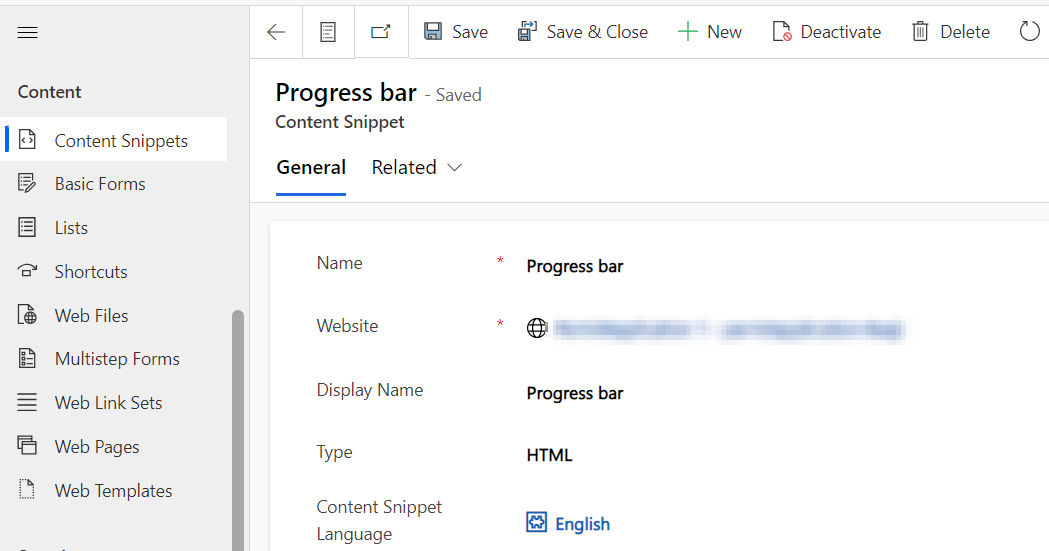 Save
Save & Close
New
Deactivate
Delete
Content
Content Snippets
Basic Forms
Lists
Shortcuts
Web Files
Multistep Forms
Web Link Sets
Web Pages
Web Templates
Progress bar - Saved
Content Snippet
General
Related
Name * Progress bar
Website *
Display Name Progress bar
Type HTML
Content Snippet
Language English